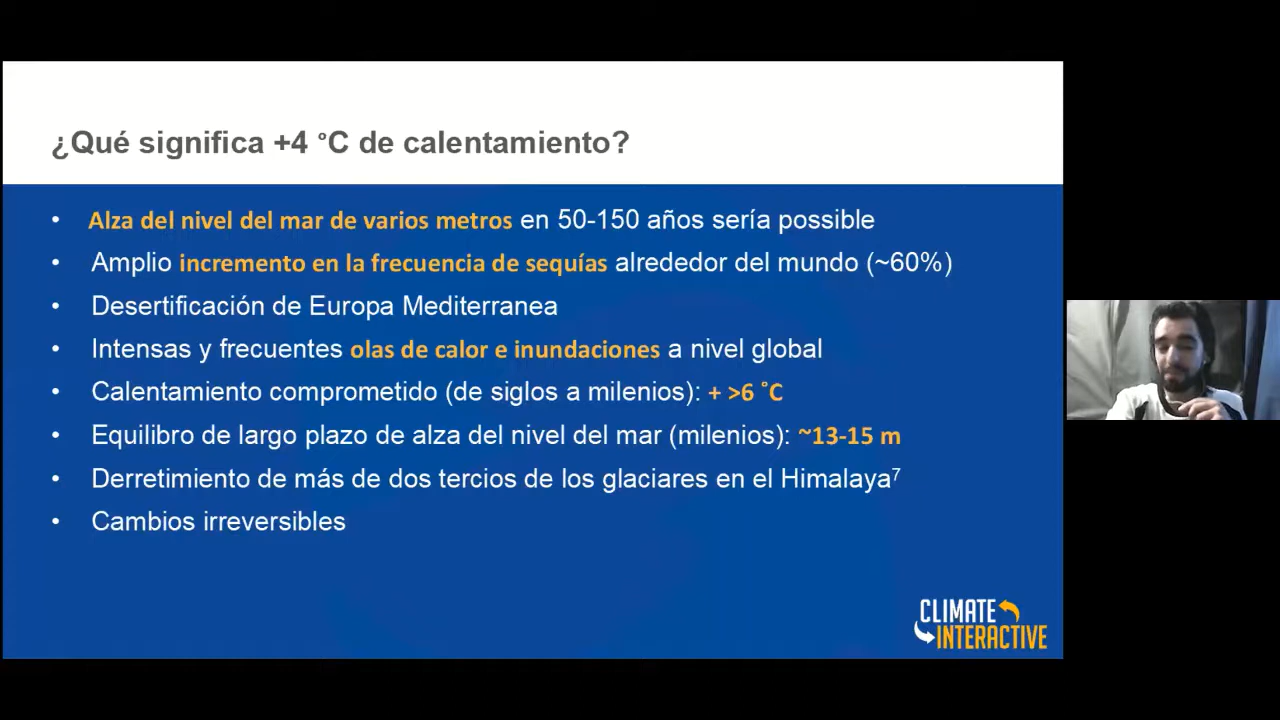 ¿Qué significa +4 °C de calentamiento?
• Alza del nivel del mar de varios metros en 50-150 años sería possible
• Amplio incremento en la frecuencia de sequías alrededor del mundo (~60%)
• Desertificación de Europa Mediterranea
• Intensas y frecuentes olas de calor e inundaciones a nivel global
• Calentamiento comprometido (de siglos a milenios): + >6 °C
• Equilibro de largo plazo de alza del nivel del mar (milenios): ~13-15 m
• Derretimiento de más de dos tercios de los glaciares en el Himalaya⁷
• Cambios irreversibles
CLIMATE
INTERACTIVE